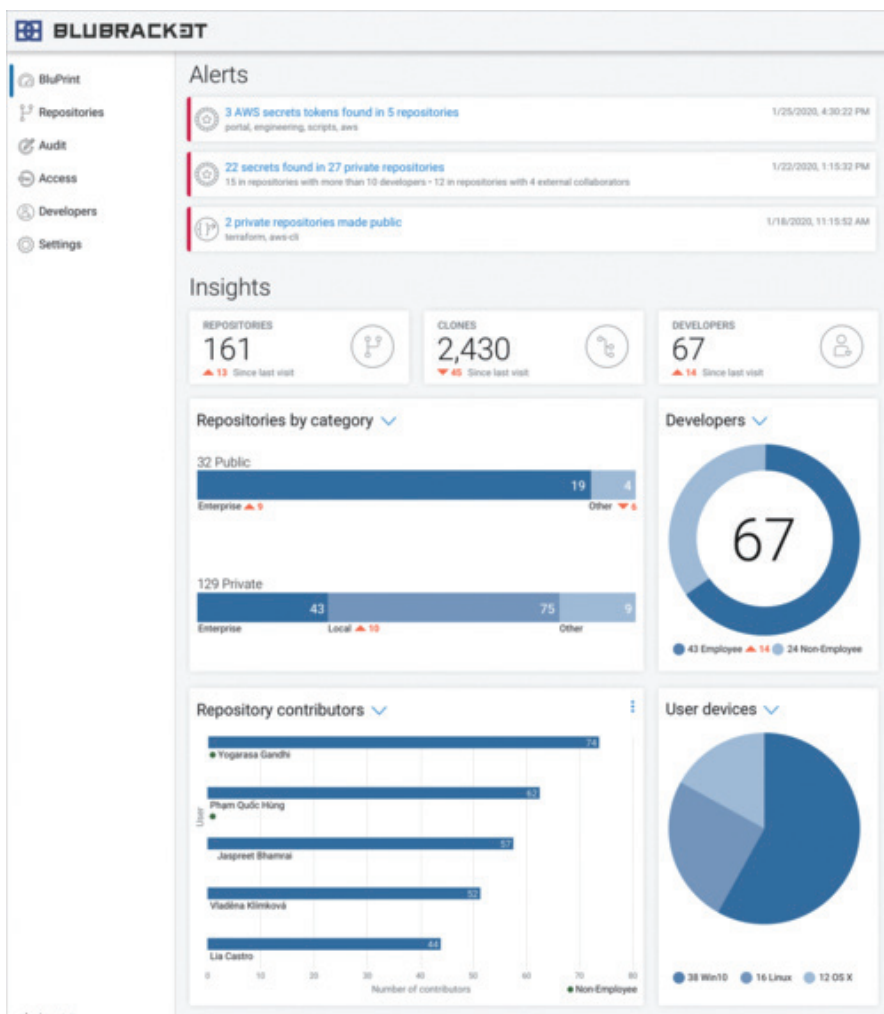 BLUBRACKET
BluPrint
Repositories
Audit
Access
Developers
Settings
Alerts
3 AWS secrets tokens found in 5 repositories
1/25/2020, 4:30:22 PM
portal, engineering, scripts, aws
22 secrets found in 27 private repositories
1/22/2020, 1:15:32 PM
15 in repositories with more than 10 developers • 12 in repositories with 4 external collaborators
2 private repositories made public
1/18/2020, 11:15:52 AM
terraform, aws-cli
Insights
REPOSITORIES
161
▲ 13 Since last visit
CLONES
2,430
▼ 45 Since last visit
DEVELOPERS
67
▲ 14 Since last visit
Repositories by category
32 Public
19 4
Enterprise ▲ 9 Other ▼ 6
129 Private
43 75 9
Enterprise Local ▲ 10 Other
Developers
67
43 Employee ▲ 14 24 Non-Employee
Repository contributors
74
Yogarasa Gandhi
62
Phạm Quốc Hùng
57
Jaspreet Bhamrai
52
Vladěna Klimková
44
Lia Castro
User
0 10 20 30 40 50 60 70 80
Number of contributors
Non-Employee
User devices
38 Win10 16 Linux 12 OS X